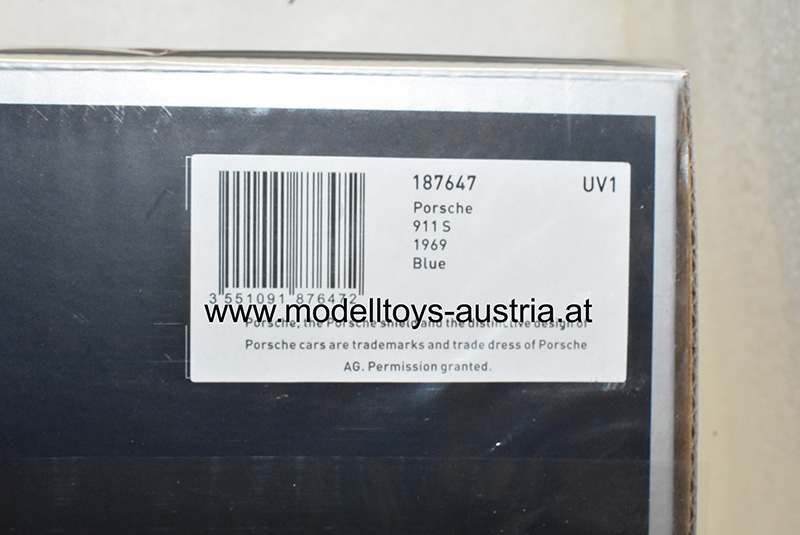 187647 UV1
Porsche
911 S
1969
Blue
3 551091 876472
www.modelltoys-austria.at
Porsche, the Porsche shield and the distinctive design of
Porsche cars are trademarks and trade dress of Porsche
AG. Permission granted.